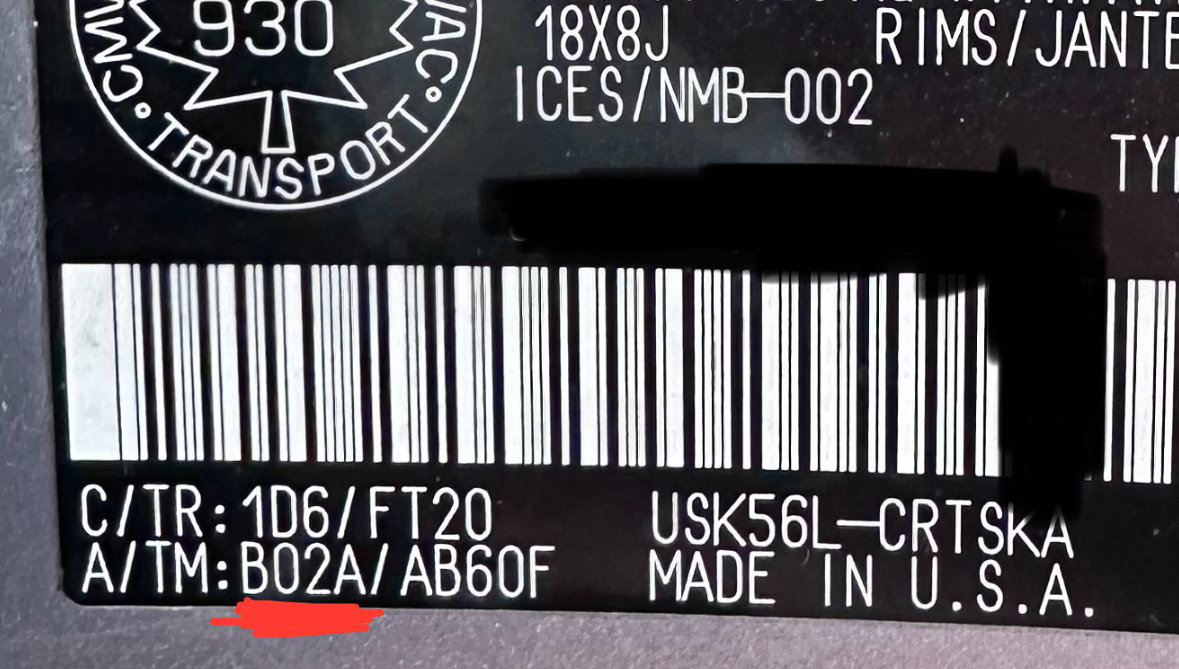 930
TRANSPORT
18X8J RIMS/JANTE
ICES/NMB-002
C/TR: 1D6/FT20 USK56L-CRTSKA
A/TM: B02A/AB60F MADE IN U.S.A.